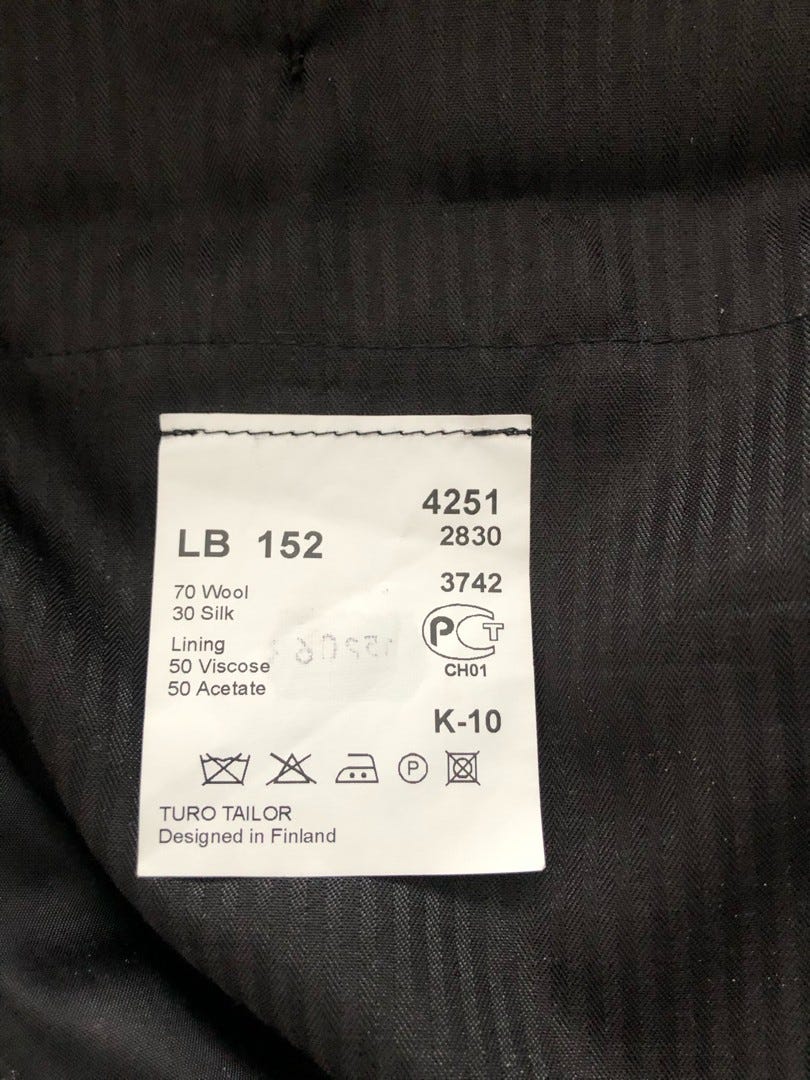 4251
LB 152
2830
70 Wool
30 Silk
3742
Lining
50 Viscose
50 Acetate
РСТ
CH01
K-10
P
TURO TAILOR
Designed in Finland